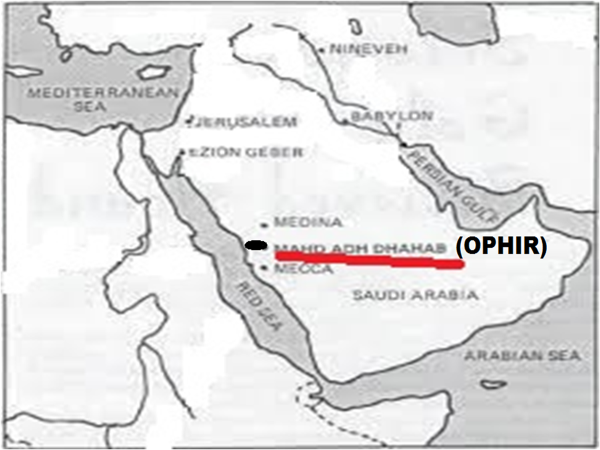 NINEVEH
MEDITERRANEAN
SEA
JERUSALEM
BABYLON
EZION GEBER
PERSIAN GULF
MEDINA
MAHD ADH DHAHAB (OPHIR)
MECCA
RED SEA
SAUDI ARABIA
ARABIAN SEA